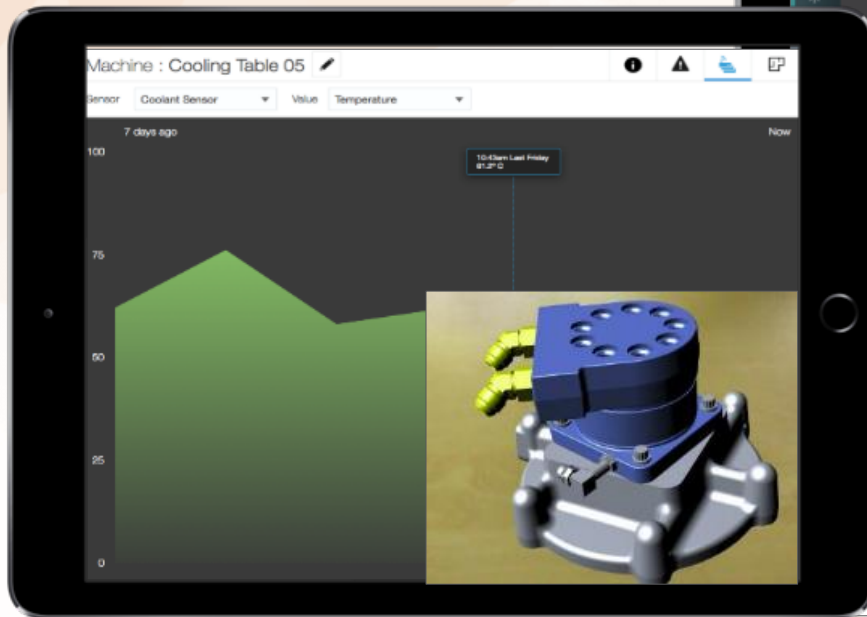 Machine : Cooling Table 05
Sensor Coolant Sensor Value Temperature
7 days ago Now
10:43am Last Friday
81.2° C
100
75
50
25
0